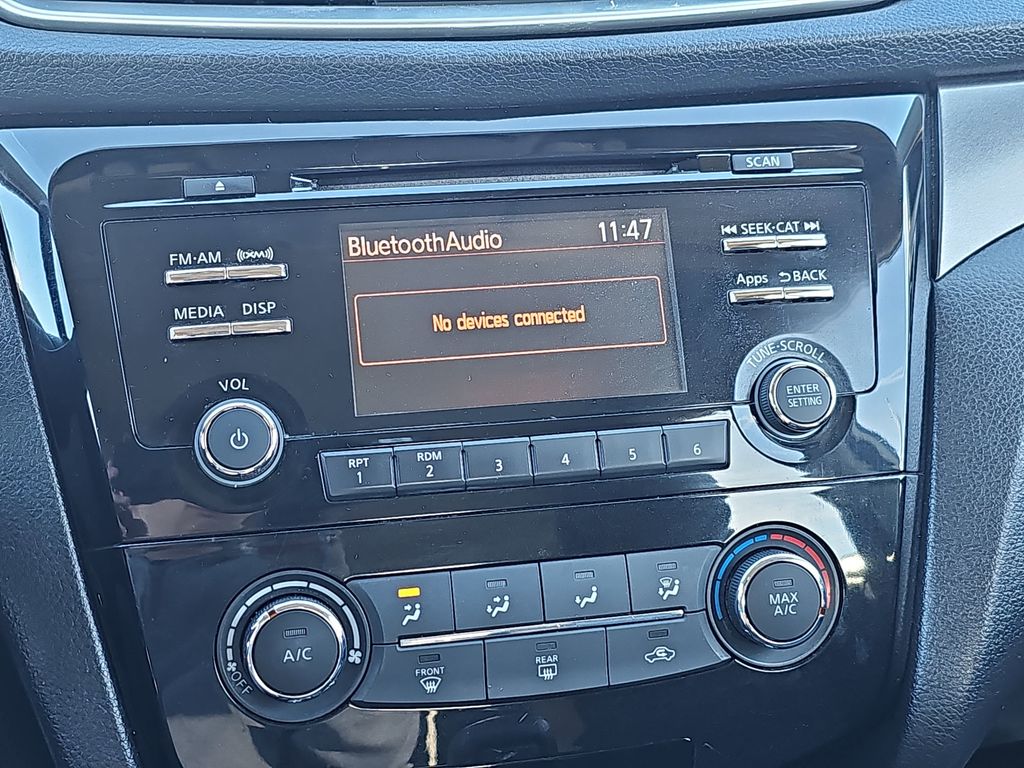 SCAN
FM·AM
((XM))
SEEK·CAT
BluetoothAudio
11:47
Apps
BACK
MEDIA
DISP
No devices connected
TUNE·SCROLL
ENTER
SETTING
VOL
RPT
1
RDM
2
3
4
5
6
A/C
OFF
MAX
A/C
FRONT
REAR